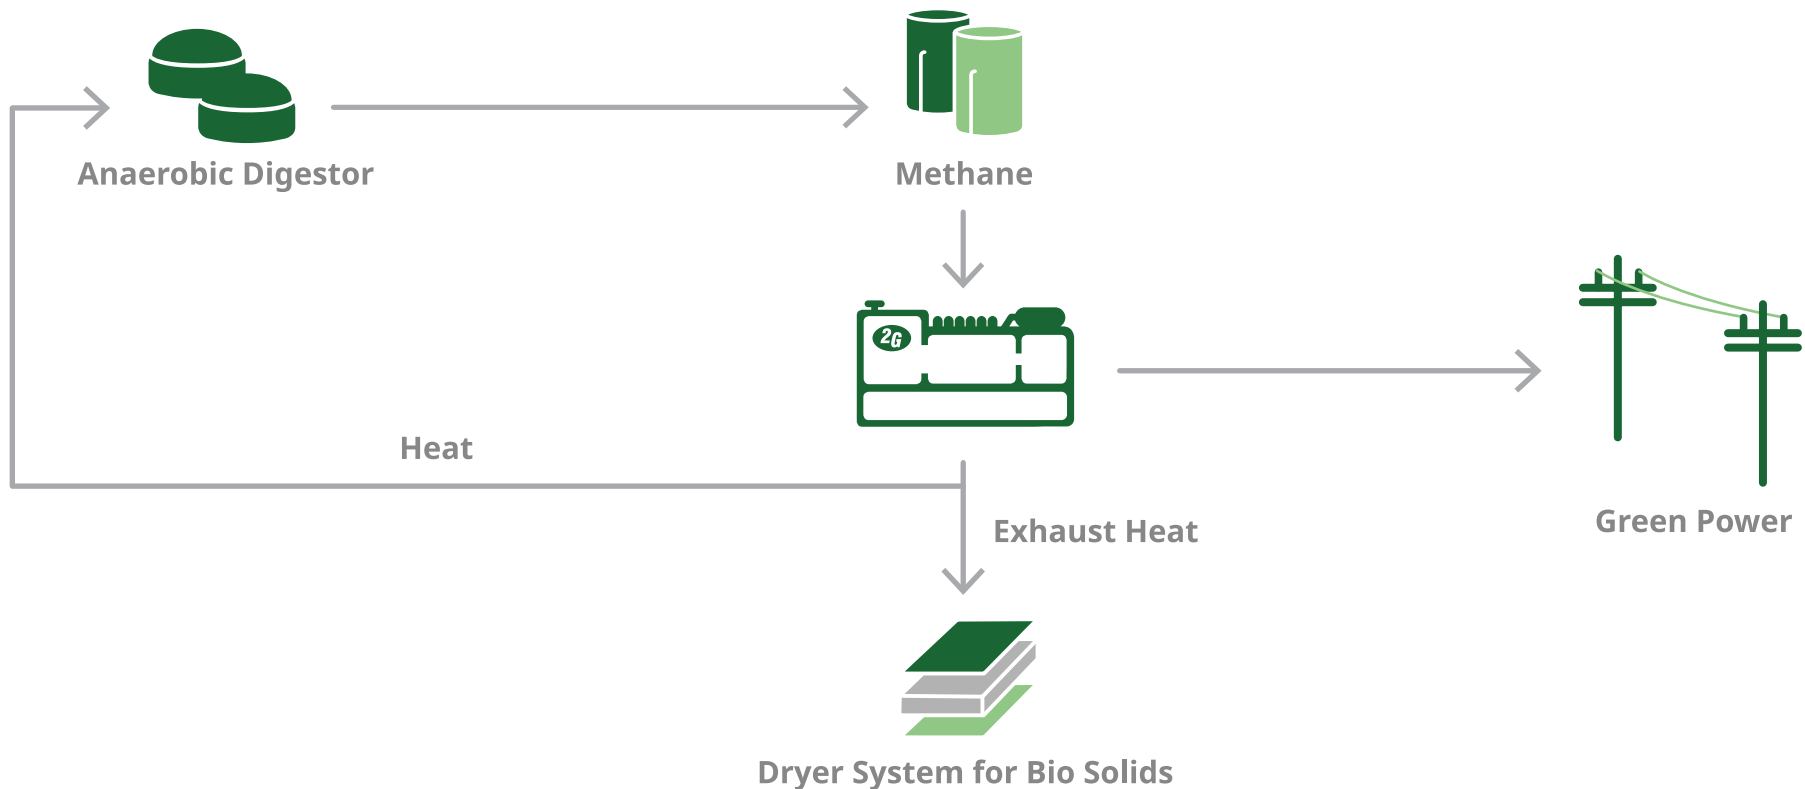 Anaerobic Digestor
Methane
2G
Heat
Exhaust Heat
Green Power
Dryer System for Bio Solids